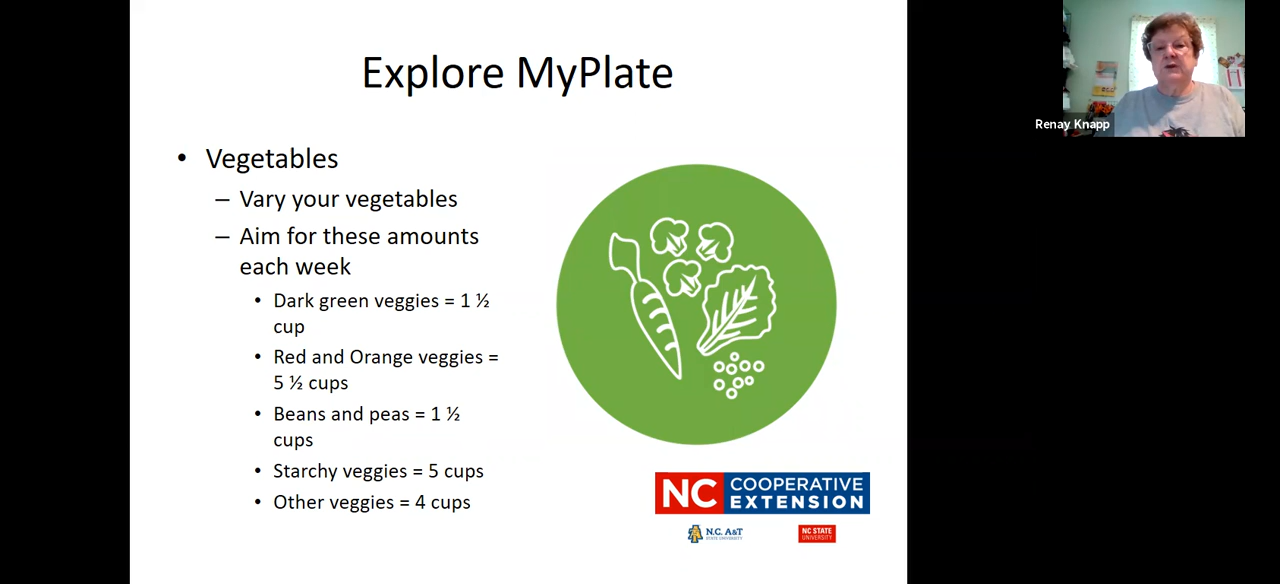 Explore MyPlate
Renay Knapp
• Vegetables
– Vary your vegetables
– Aim for these amounts
each week
• Dark green veggies = 1 ½
cup
• Red and Orange veggies =
5 ½ cups
• Beans and peas = 1 ½
cups
• Starchy veggies = 5 cups
• Other veggies = 4 cups
NC COOPERATIVE
EXTENSION
N.C. A&T
STATE UNIVERSITY
NC STATE
UNIVERSITY